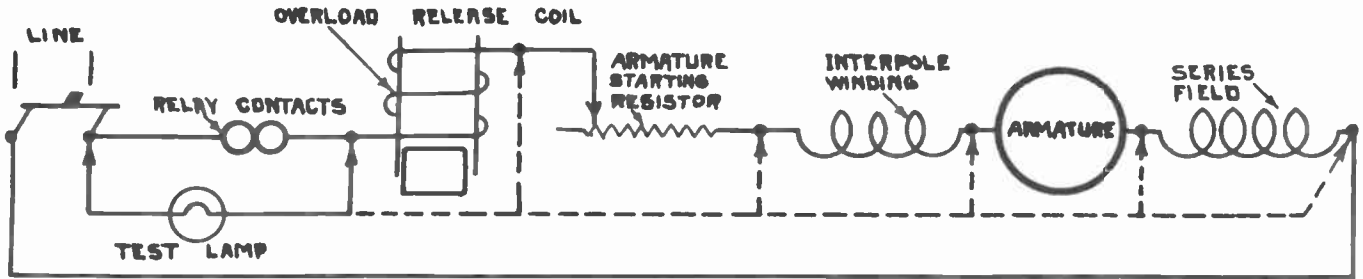 OVERLOAD RELEASE COIL
LINE
RELAY CONTACTS
ARMATURE
STARTING
RESISTOR
INTERPOLE
WINDING
ARMATURE
SERIES
FIELD
TEST LAMP